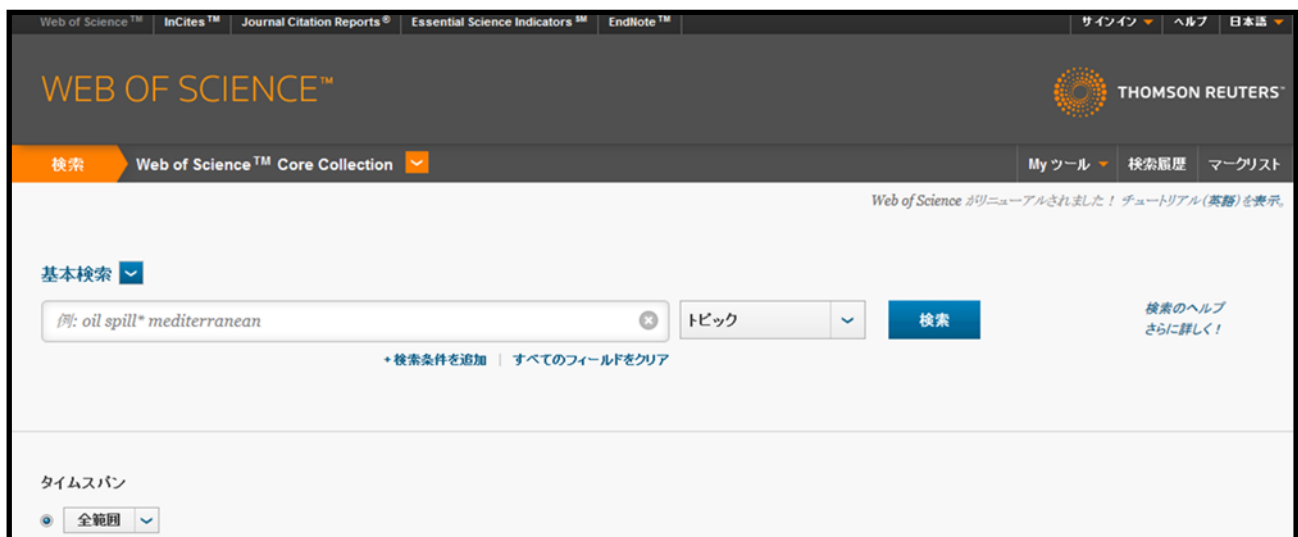 Web of Science™ InCites™ Journal Citation Reports® Essential Science Indicators℠ EndNote™ サインイン ヘルプ 日本語
WEB OF SCIENCE™
THOMSON REUTERS™
検索 Web of Science™ Core Collection My ツール 検索履歴 マークリスト
Web of Science がリニューアルされました! チュートリアル(英語)を表示。
基本検索
例: oil spill* mediterranean トピック 検索 検索のヘルプ
さらに詳しく!
+検索条件を追加 | すべてのフィールドをクリア
タイムスパン
全範囲